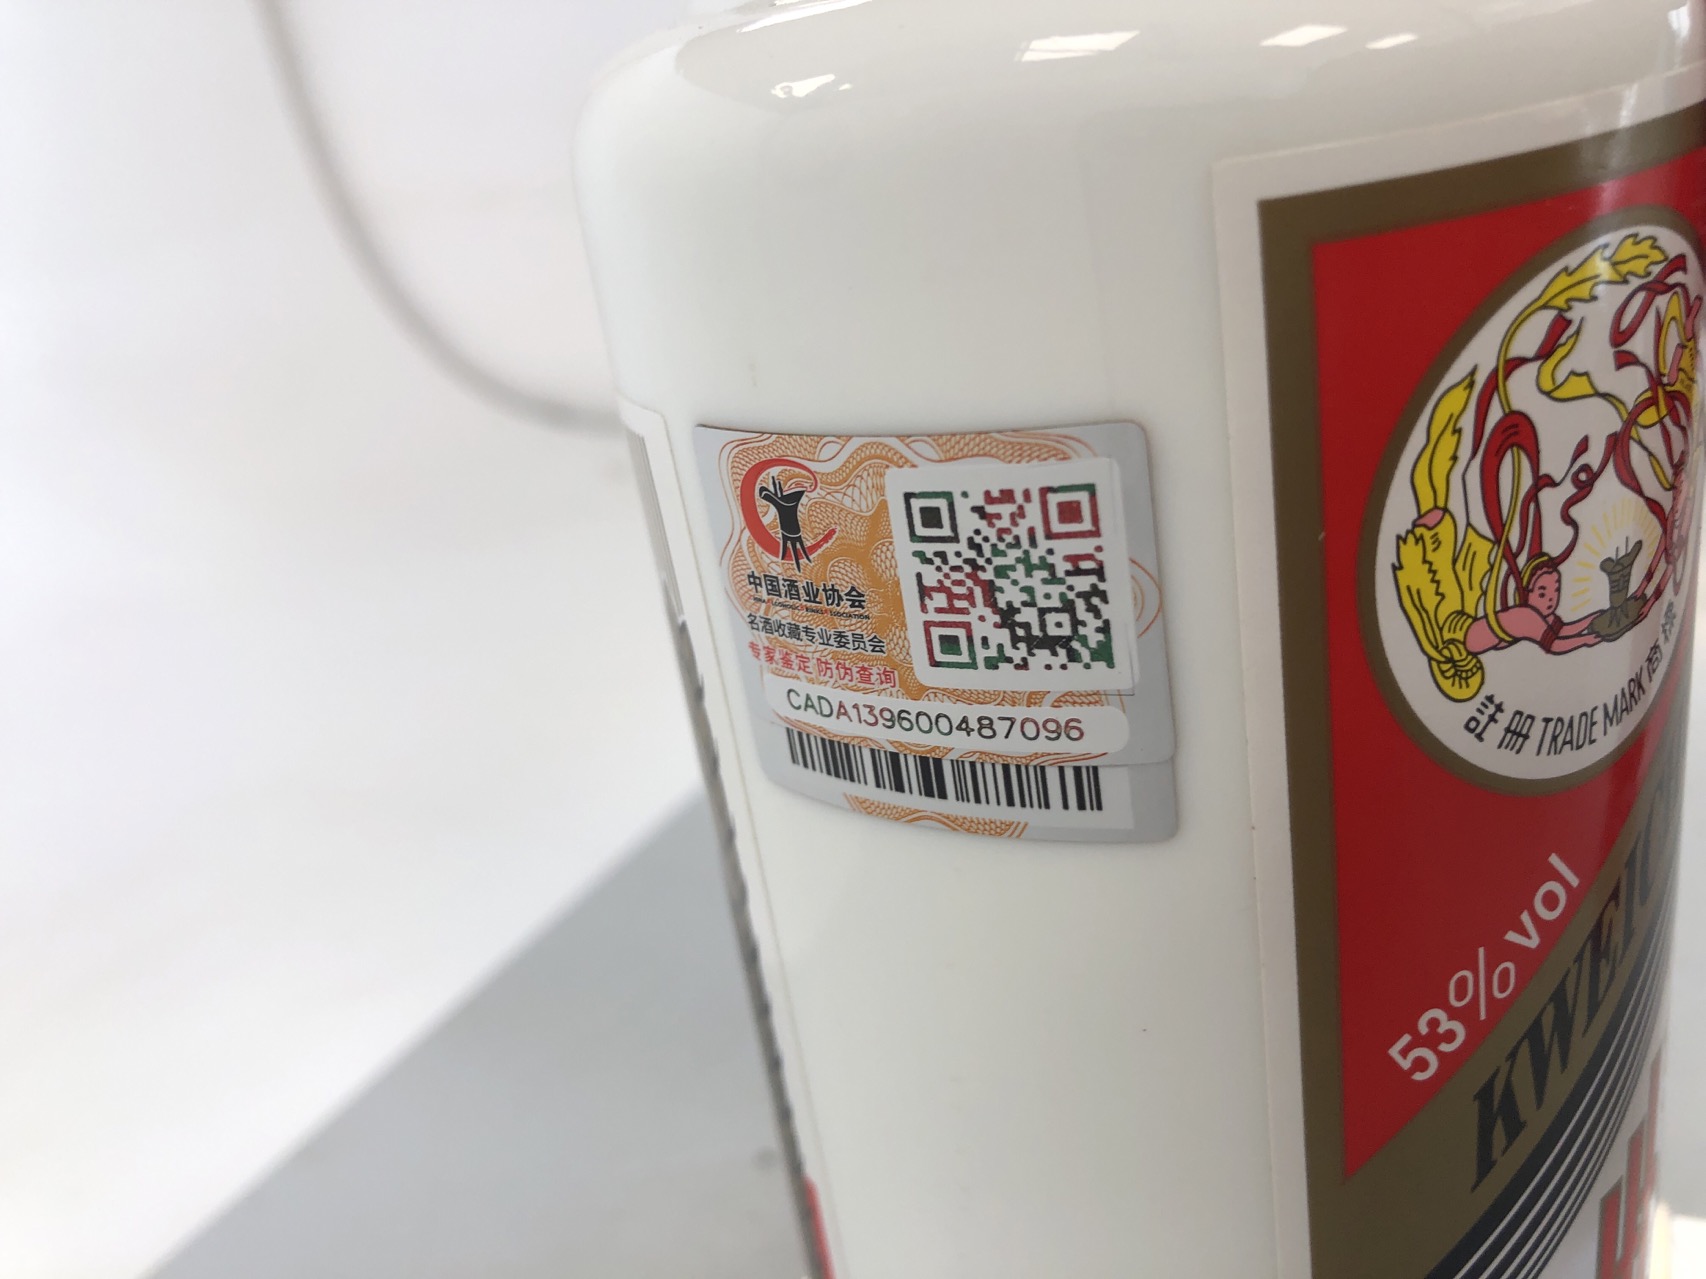 中国酒业协会
名酒收藏专业委员会
专家鉴定 防伪查询
CADA139600487096
註册 TRADE MARK 商標
53%vol
KWEICH